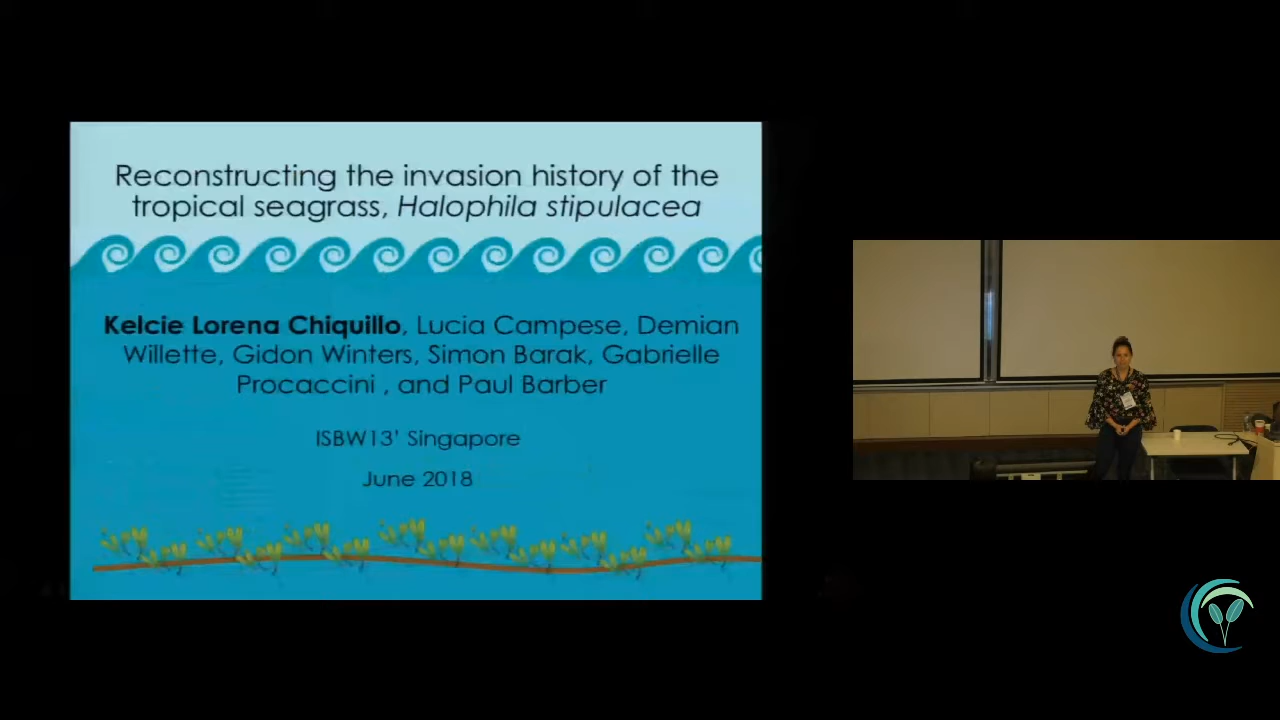 Reconstructing the invasion history of the
tropical seagrass, Halophila stipulacea
Kelcie Lorena Chiquillo, Lucia Campese, Demian
Willette, Gidon Winters, Simon Barak, Gabrielle
Procaccini , and Paul Barber
ISBW13’ Singapore
June 2018